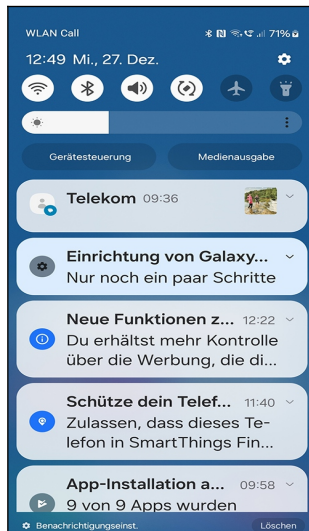 WLAN Call
71%
12:49 Mi., 27. Dez.
Gerätesteuerung
Medienausgabe
Telekom 09:36
Einrichtung von Galaxy...
Nur noch ein paar Schritte
Neue Funktionen z... 12:22
Du erhältst mehr Kontrolle
über die Werbung, die di...
Schütze dein Telef... 11:40
Zulassen, dass dieses Te-
lefon in SmartThings Fin...
App-Installation a... 09:58
9 von 9 Apps wurden
Benachrichtigungseinst.
Löschen